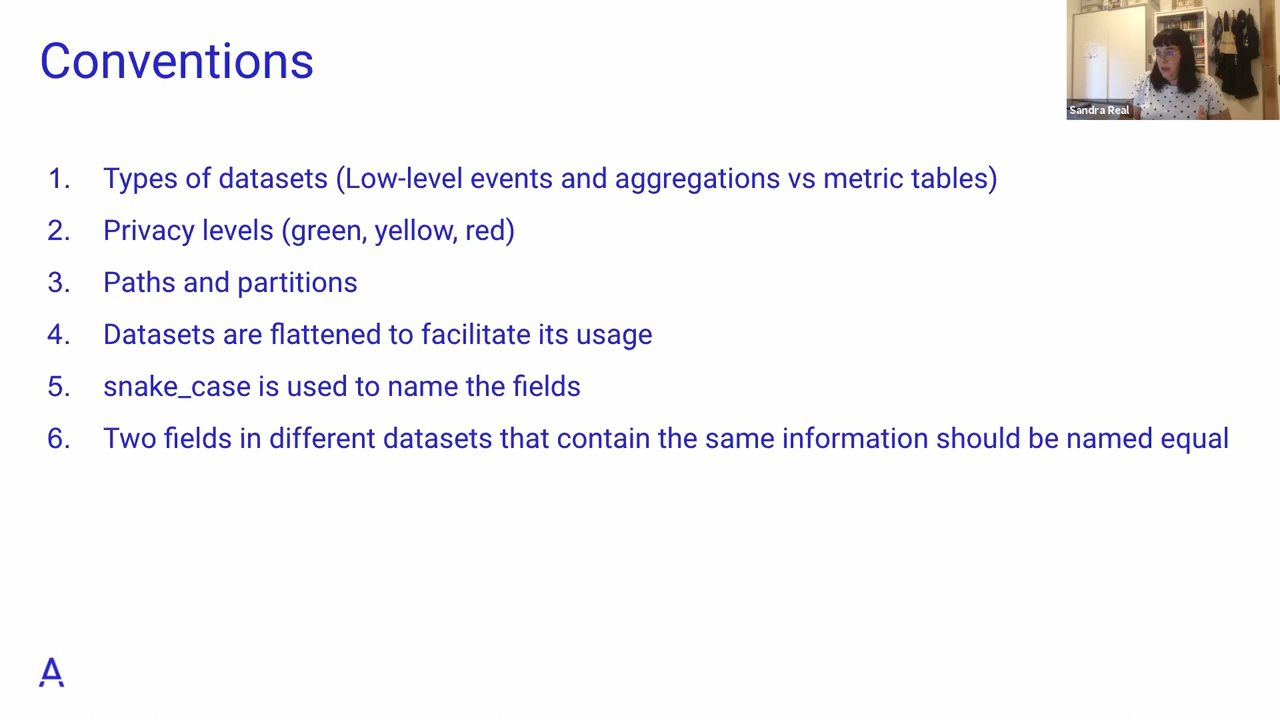 Conventions
Sandra Real
1. Types of datasets (Low-level events and aggregations vs metric tables)
2. Privacy levels (green, yellow, red)
3. Paths and partitions
4. Datasets are flattened to facilitate its usage
5. snake_case is used to name the fields
6. Two fields in different datasets that contain the same information should be named equal
A